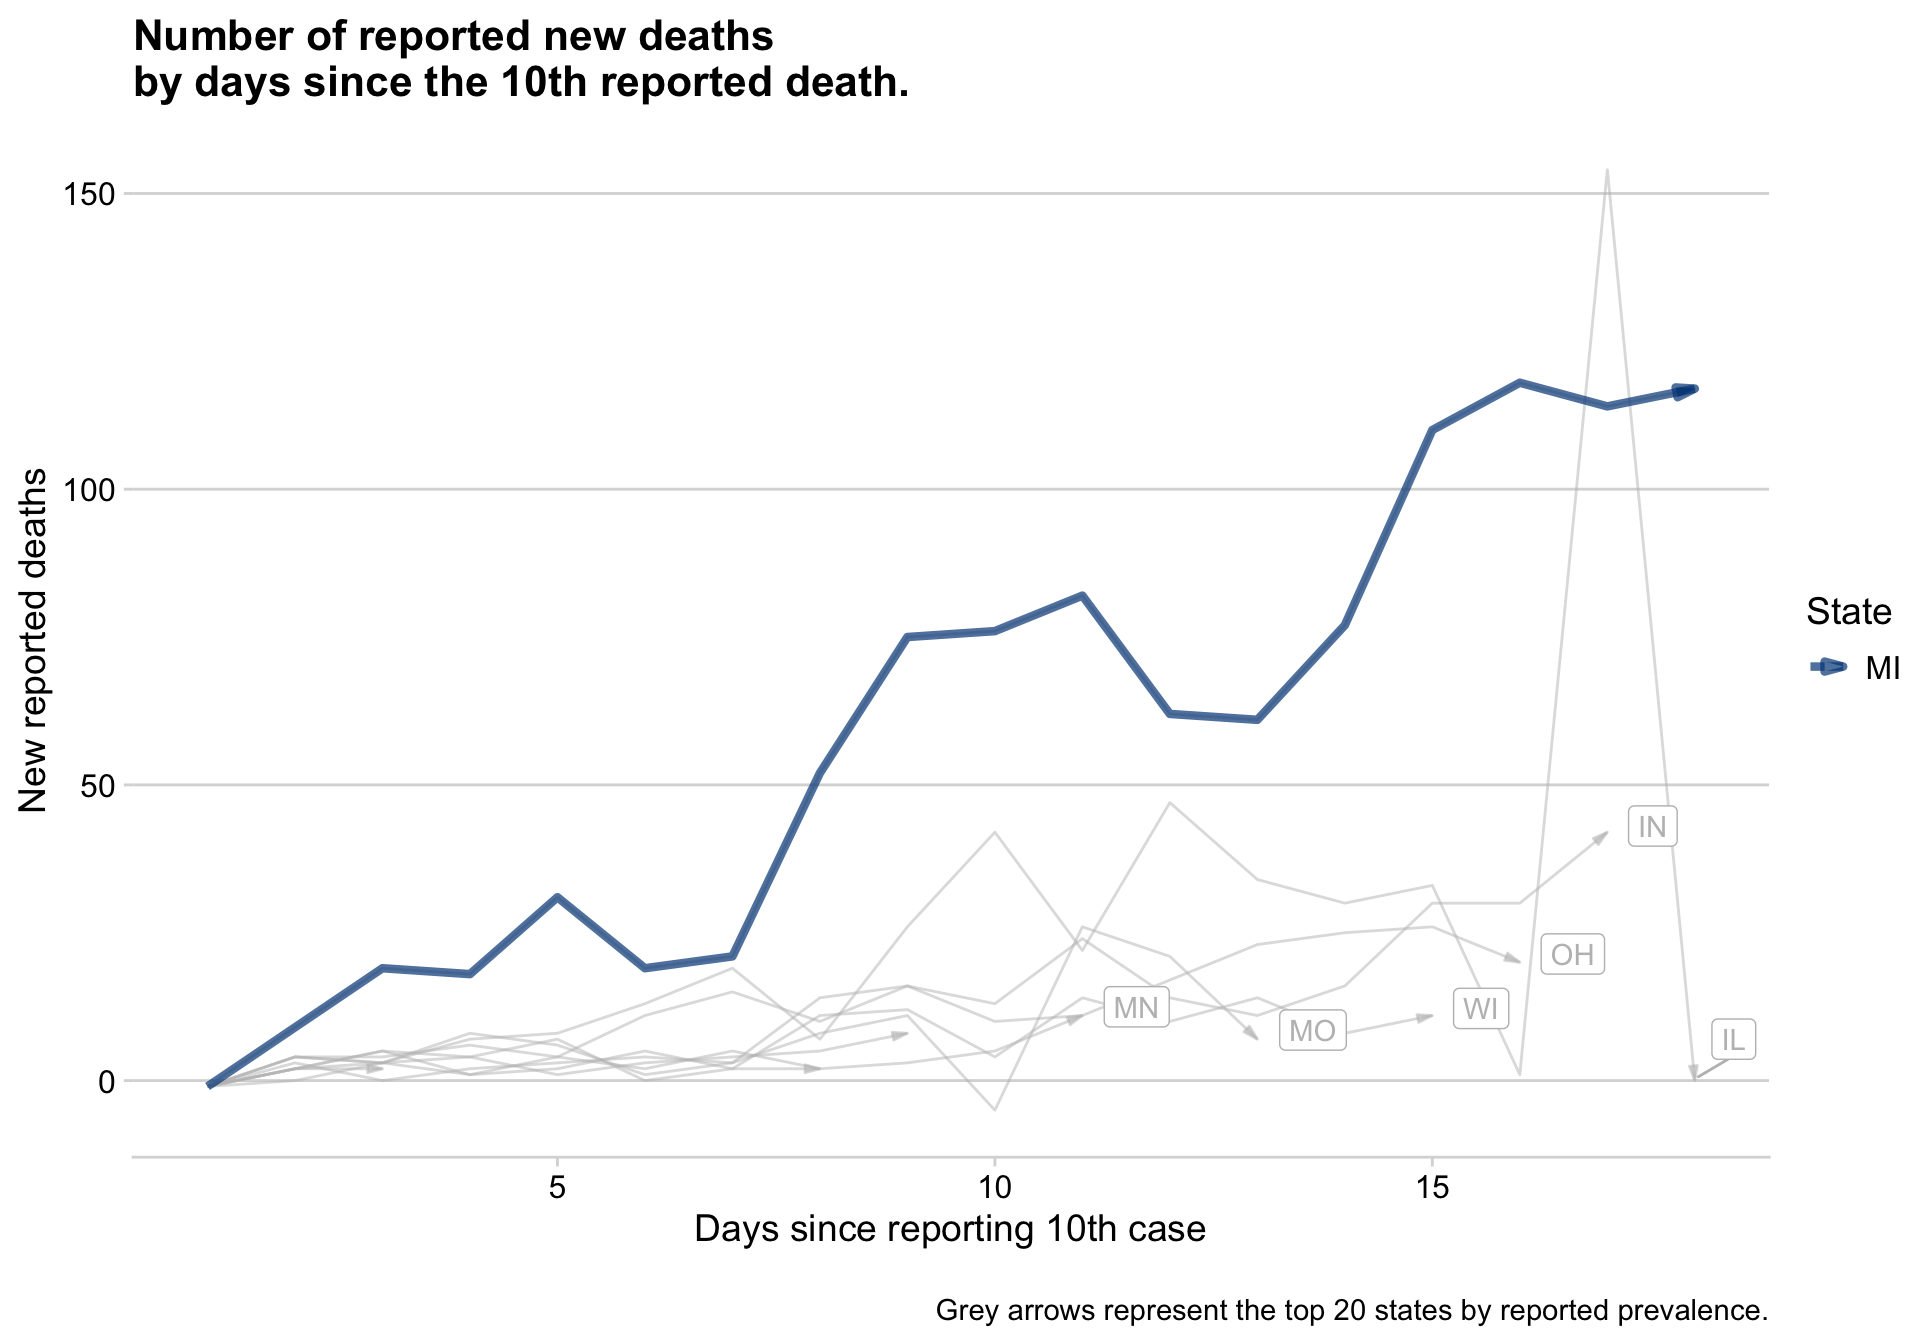 Number of reported new deaths
by days since the 10th reported death.
150
100
50
0
New reported deaths
IN
OH
MN
WI
MO
IL
State
MI
5 10 15
Days since reporting 10th case
Grey arrows represent the top 20 states by reported prevalence.